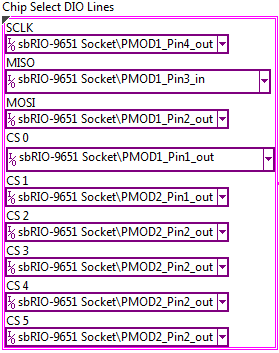 Chip Select DIO Lines
SCLK
I/O sbRIO-9651 Socket\PMOD1_Pin4_out
MISO
I/O sbRIO-9651 Socket\PMOD1_Pin3_in
MOSI
I/O sbRIO-9651 Socket\PMOD1_Pin2_out
CS 0
I/O sbRIO-9651 Socket\PMOD1_Pin1_out
CS 1
I/O sbRIO-9651 Socket\PMOD2_Pin1_out
CS 2
I/O sbRIO-9651 Socket\PMOD2_Pin2_out
CS 3
I/O sbRIO-9651 Socket\PMOD2_Pin2_out
CS 4
I/O sbRIO-9651 Socket\PMOD2_Pin2_out
CS 5
I/O sbRIO-9651 Socket\PMOD2_Pin2_out